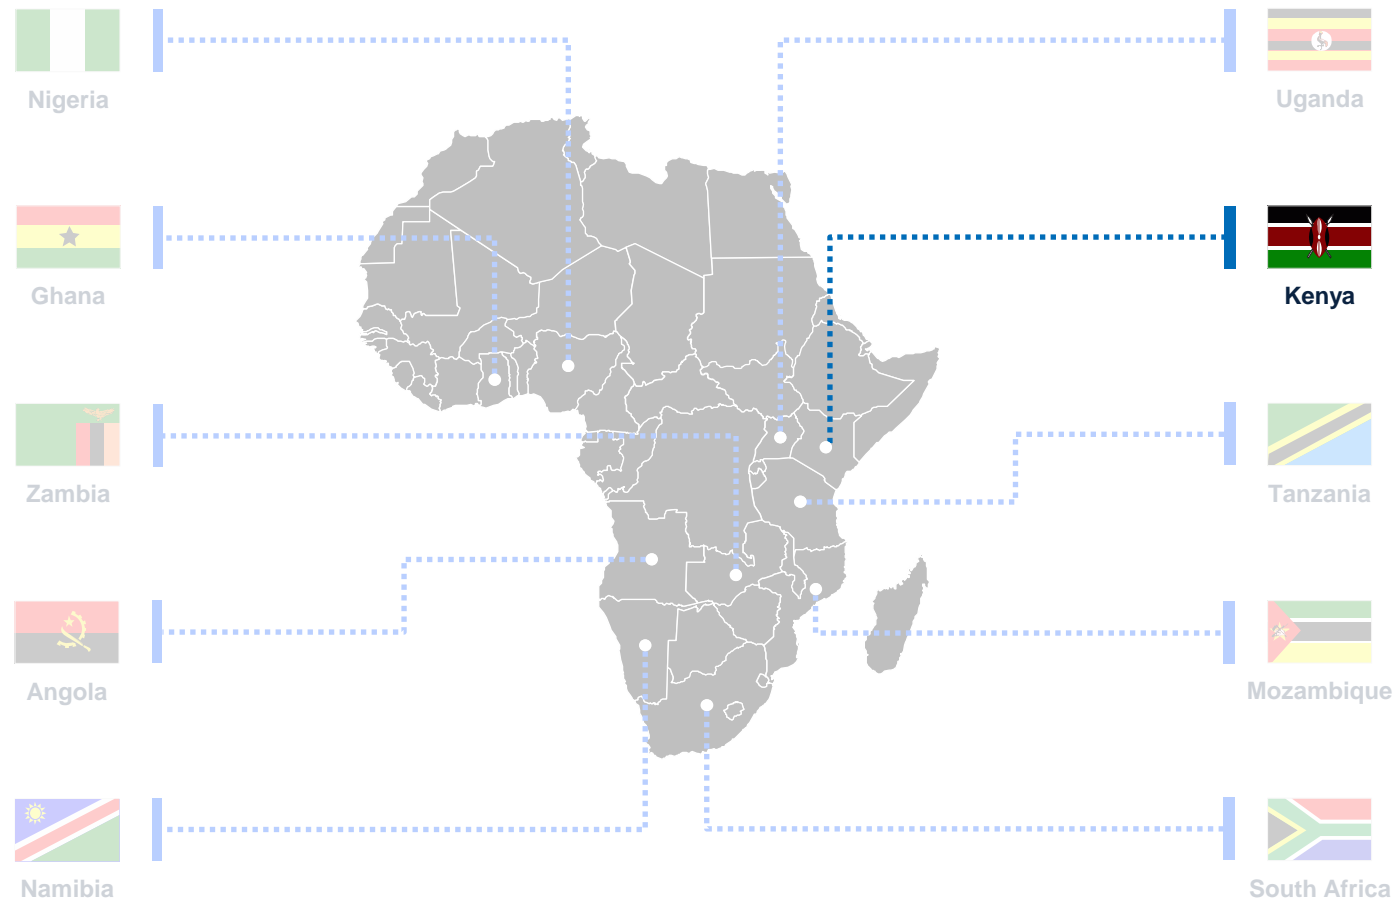 Nigeria
Uganda
Ghana
Kenya
Zambia
Tanzania
Angola
Mozambique
Namibia
South Africa